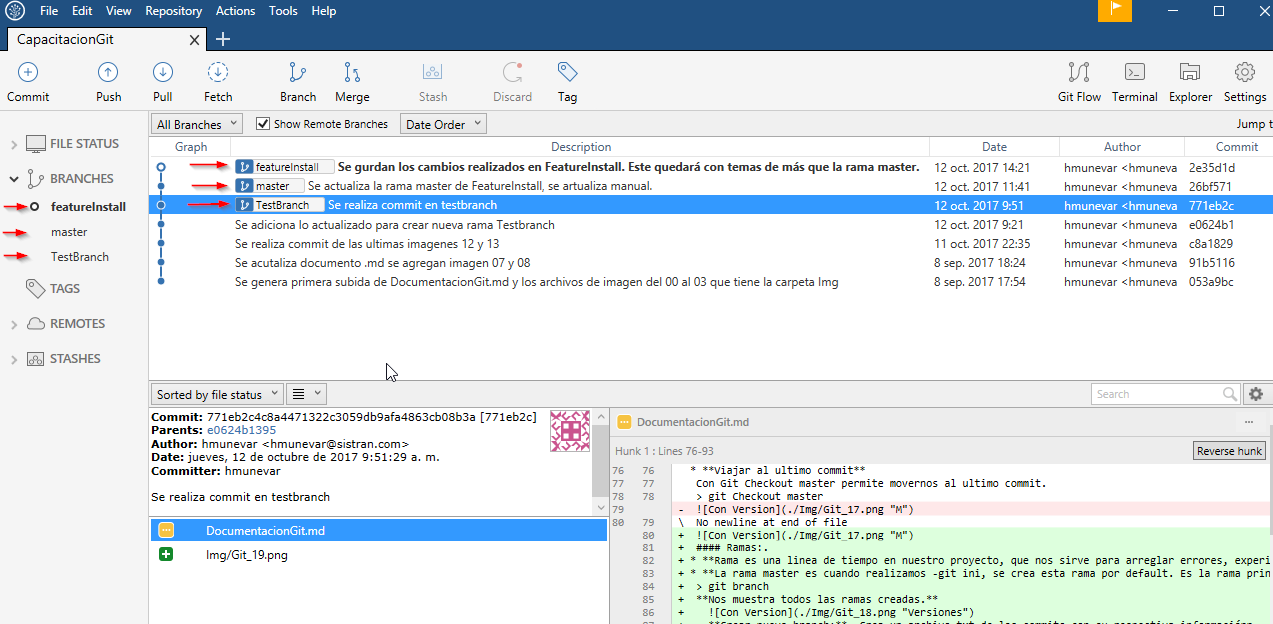 File Edit View Repository Actions Tools Help
CapacitacionGit
Commit Push Pull Fetch Branch Merge Stash Discard Tag Git Flow Terminal Explorer Settings
All Branches Show Remote Branches Date Order Jump t
Graph Description Date Author Commit
featureInstall Se gurdan los cambios realizados en FeatureInstall. Este quedará con temas de más que la rama master. 12 oct. 2017 14:21 hmunevar <hmuneva 2e35d1d
master Se actualiza la rama master de FeatureInstall, se artualiza manual. 12 oct. 2017 11:41 hmunevar <hmuneva 26bf571
TestBranch Se realiza commit en testbranch 12 oct. 2017 9:51 hmunevar <hmuneva 771eb2c
Se adiciona lo actualizado para crear nueva rama Testbranch 12 oct. 2017 9:21 hmunevar <hmuneva e0624b1
Se realiza commit de las ultimas imagenes 12 y 13 11 oct. 2017 22:35 hmunevar <hmuneva c8a1829
Se acutaliza documento .md se agregan imagen 07 y 08 8 sep. 2017 18:24 hmunevar <hmuneva 91b5116
Se genera primera subida de DocumentacionGit.md y los archivos de imagen del 00 al 03 que tiene la carpeta Img 8 sep. 2017 17:54 hmunevar <hmuneva 053a9bc
FILE STATUS
BRANCHES
featureInstall
master
TestBranch
TAGS
REMOTES
STASHES
Sorted by file status
Search
Commit: 771eb2c4c8a4471322c3059db9afa4863cb08b3a [771eb2c]
Parents: e0624b1395
Author: hmunevar <hmunevar@sistran.com>
Date: jueves, 12 de octubre de 2017 9:51:29 a. m.
Committer: hmunevar
Se realiza commit en testbranch
DocumentacionGit.md
Img/Git_19.png
DocumentacionGit.md
Hunk 1 : Lines 76-93 Reverse hunk
76 76 * **Viajar al ultimo commit**
77 77 Con Git Checkout master permite movernos al ultimo commit.
78 78 > git Checkout master
79 - ![Con Version](./Img/Git_17.png "M")
80 79 \ No newline at end of file
80 + ![Con Version](./Img/Git_17.png "M")
81 + #### Ramas:.
82 + * **Rama es una linea de tiempo en nuestro proyecto, que nos sirve para arreglar errores, experi
83 + * **La rama master es cuando realizamos -git ini, se crea esta rama por default. Es la rama prin
84 + > git branch
85 + **Nos muestra todos las ramas creadas.**
86 + ![Con Version](./Img/Git_18.png "Versiones")